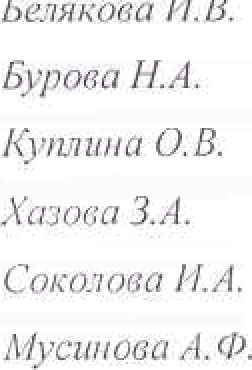 Белякова И.В.
Бурова Н.А.
Куплина О.В.
Хазова З.А.
Соколова И.А.
Мусинова А.Ф.